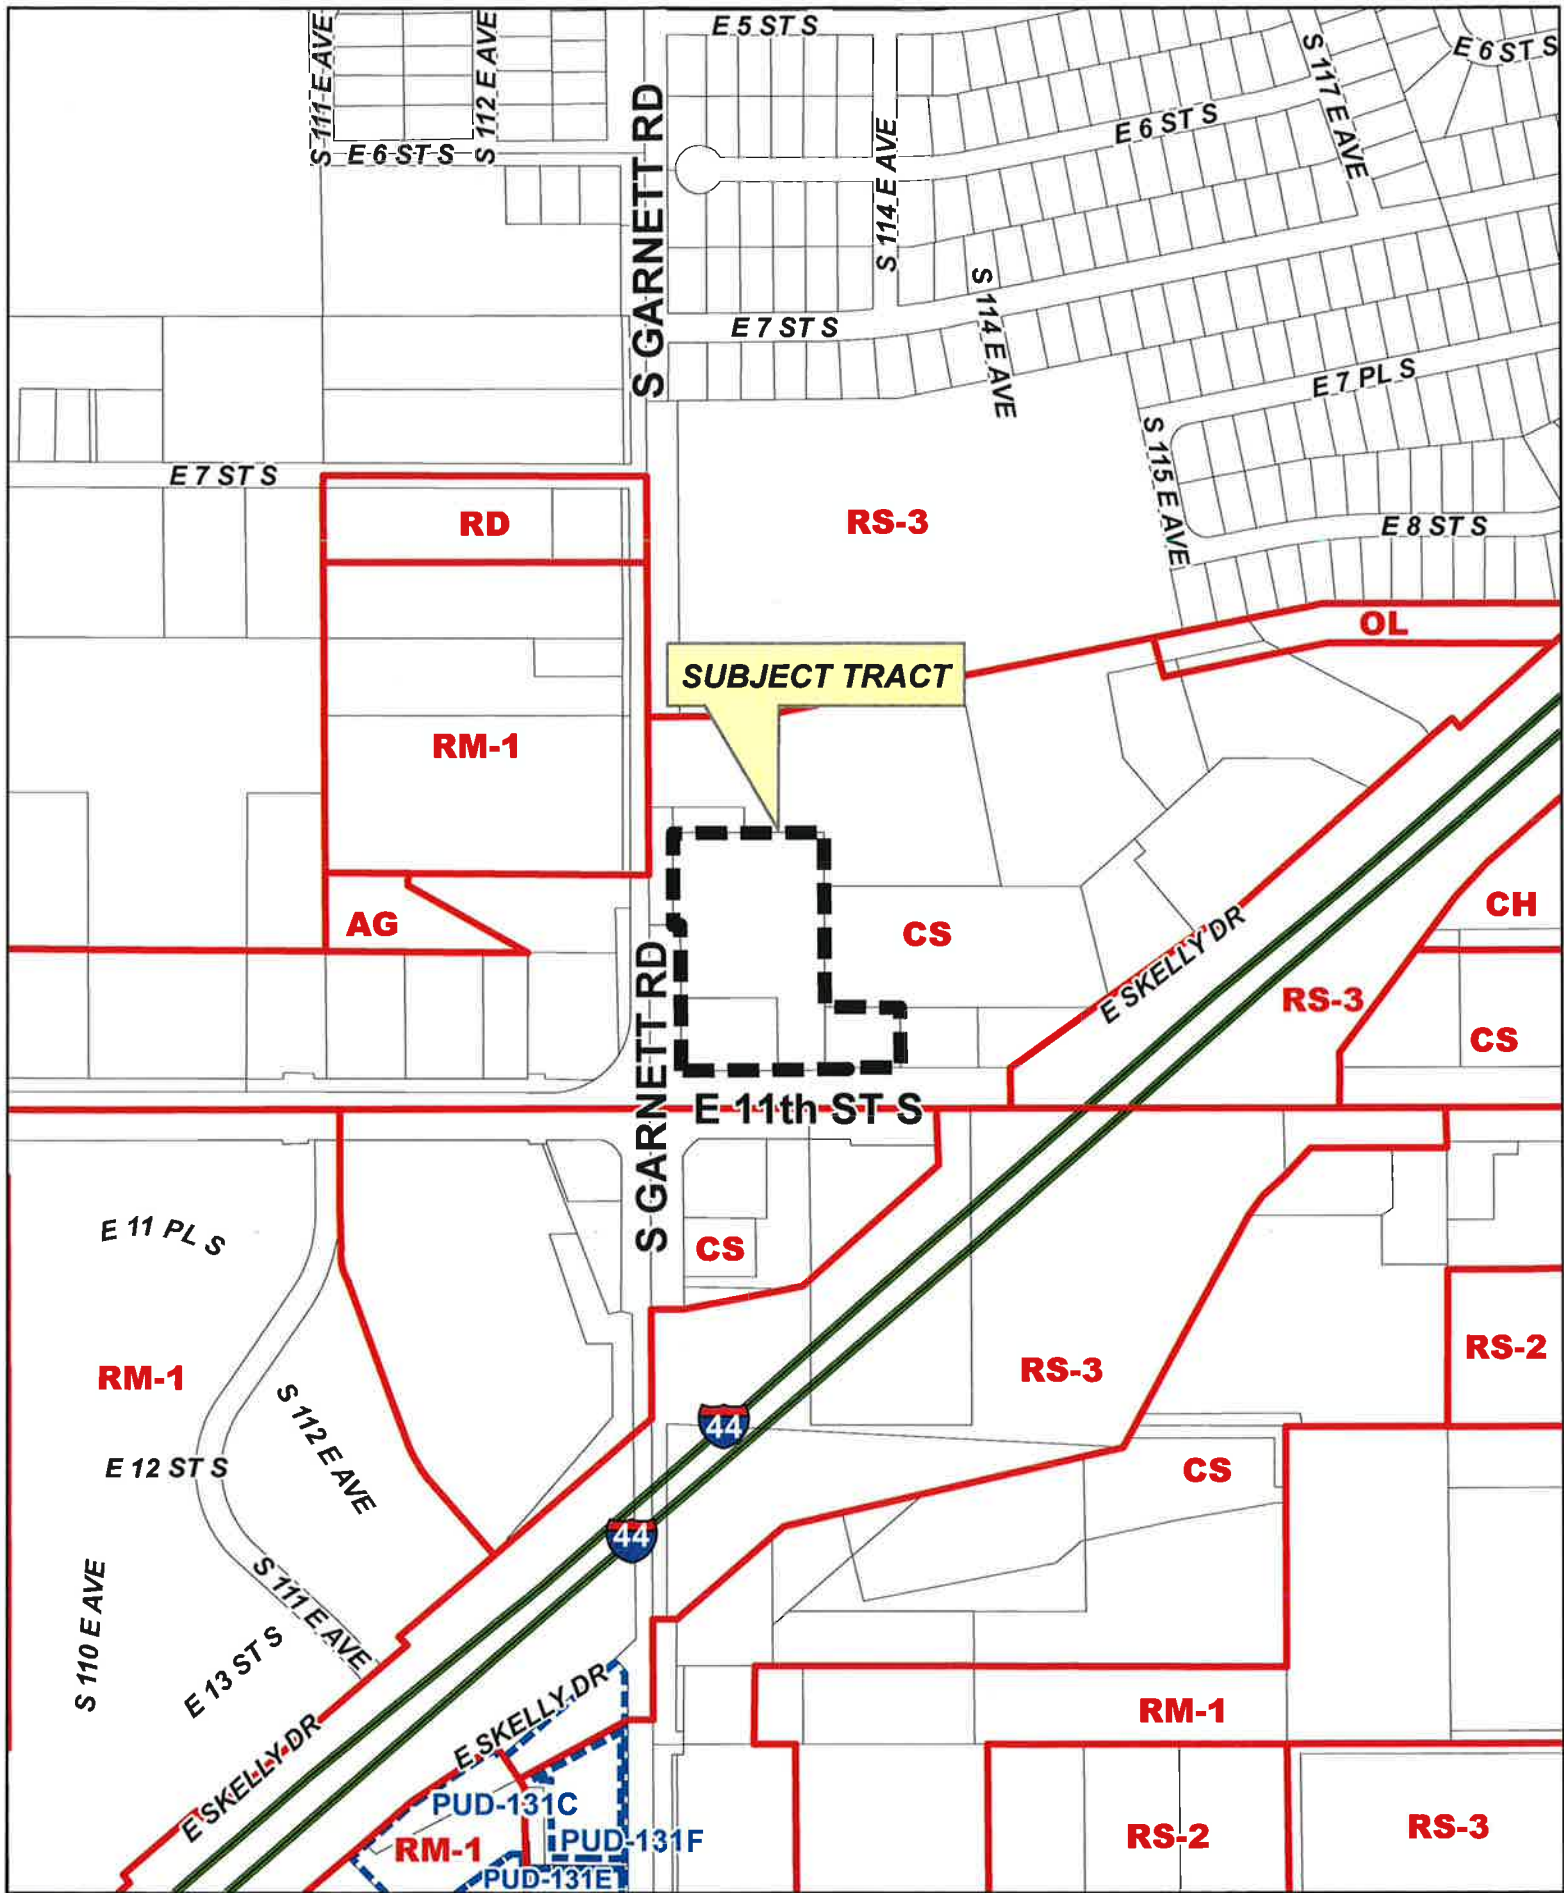 E 5 ST S
S 111 E AVE
S 112 E AVE
S 117 E AVE
E 6 ST S
E 6 ST S
E 6 ST S
S GARNETT RD
S 114 E AVE
S 114 E AVE
E 7 ST S
E 7 PL S
S 115 E AVE
E 7 ST S
RD
RS-3
E 8 ST S
OL
SUBJECT TRACT
RM-1
AG
CS
CH
E SKELLY DR
RS-3
CS
S GARNETT RD
E 11th ST S
S GARNETT RD
E 11 PL S
CS
RM-1
RS-3
RS-2
S 112 E AVE
44
E 12 ST S
CS
44
S 110 E AVE
S 111 E AVE
E 13 ST S
E SKELLY DR
E SKELLY DR
RM-1
PUD-131C
RM-1
PUD-131F
PUD-131E
RS-2
RS-3